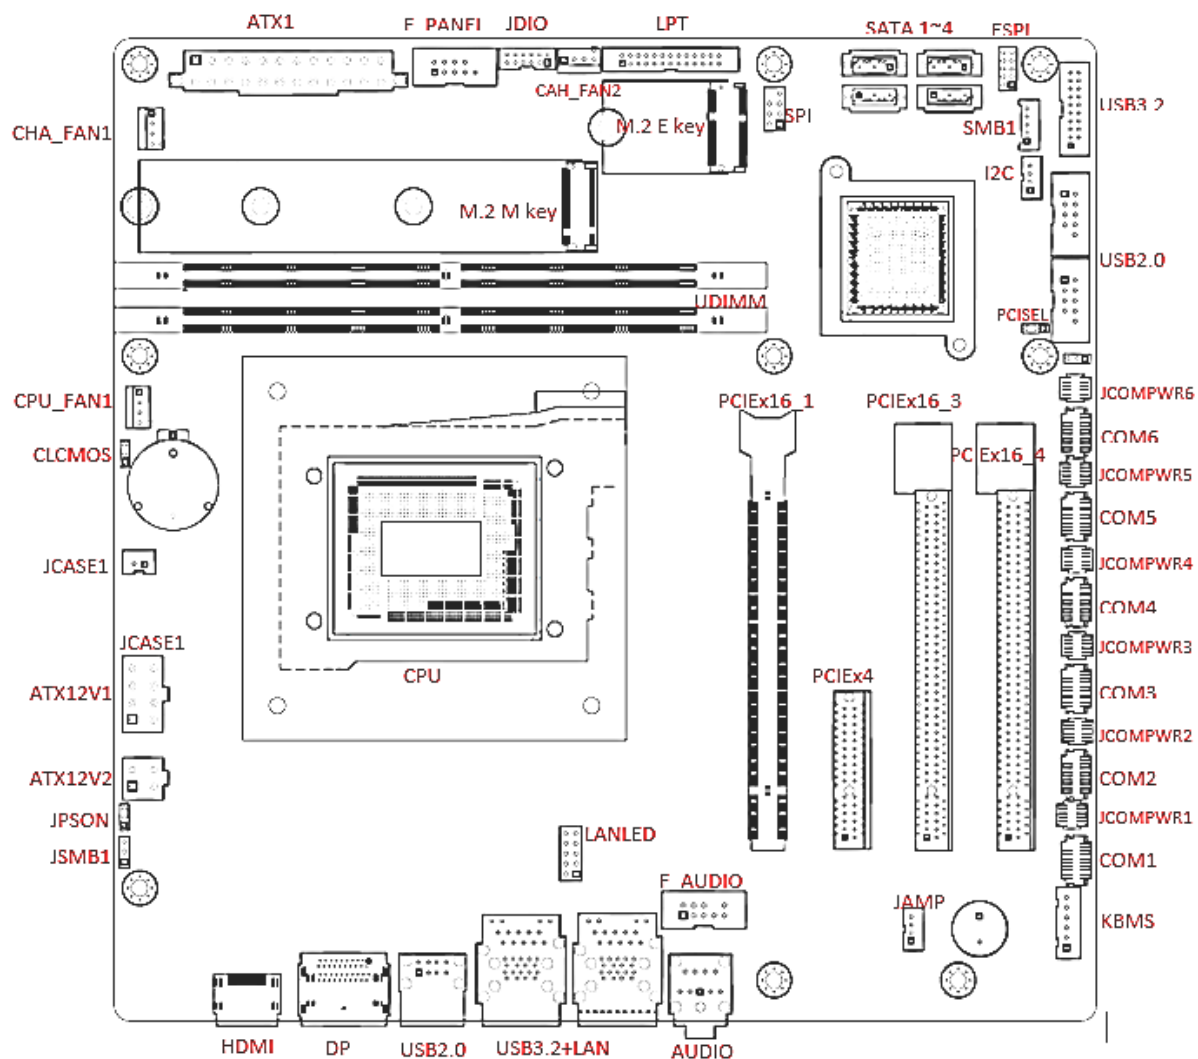 ATX1
F_PANEL
JDIO
LPT
SATA 1~4
ESPI
CAH_FAN2
USB3.2
CHA_FAN1
M.2 E key
SPI
SMB1
I2C
M.2 M key
USB2.0
UDIMM
PCISEL
CPU_FAN1
PCIEx16_1
PCIEx16_3
JCOMPWR6
COM6
CLCMOS
PCIEx16_4
JCOMPWR5
COM5
JCASE1
JCOMPWR4
COM4
JCASE1
JCOMPWR3
CPU
PCIEx4
ATX12V1
COM3
JCOMPWR2
ATX12V2
COM2
JPSON
JCOMPWR1
LANLED
JSMB1
COM1
F_AUDIO
JAMP
KBMS
HDMI
DP
USB2.0
USB3.2+LAN
AUDIO